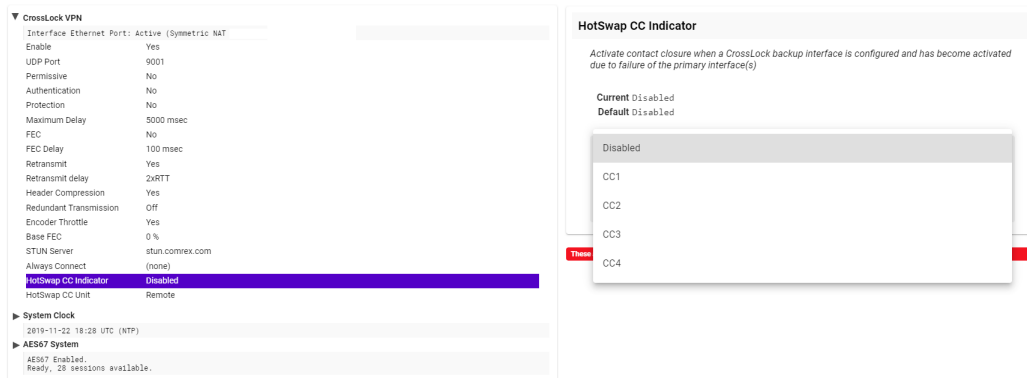 CrossLock VPN
Interface Ethernet Port: Active (Symmetric NAT
Enable Yes
UDP Port 9001
Permissive No
Authentication No
Protection No
Maximum Delay 5000 msec
FEC No
FEC Delay 100 msec
Retransmit Yes
Retransmit delay 2xRTT
Header Compression Yes
Redundant Transmission Off
Encoder Throttle Yes
Base FEC 0 %
STUN Server stun.comrex.com
Always Connect (none)
HotSwap CC Indicator Disabled
HotSwap CC Unit Remote
System Clock
2019-11-22 18:28 UTC (NTP)
AES67 System
AES67 Enabled.
Ready, 28 sessions available.
HotSwap CC Indicator
Activate contact closure when a CrossLock backup interface is configured and has become activated
due to failure of the primary interface(s)
Current Disabled
Default Disabled
Disabled
CC1
CC2
CC3
These
CC4